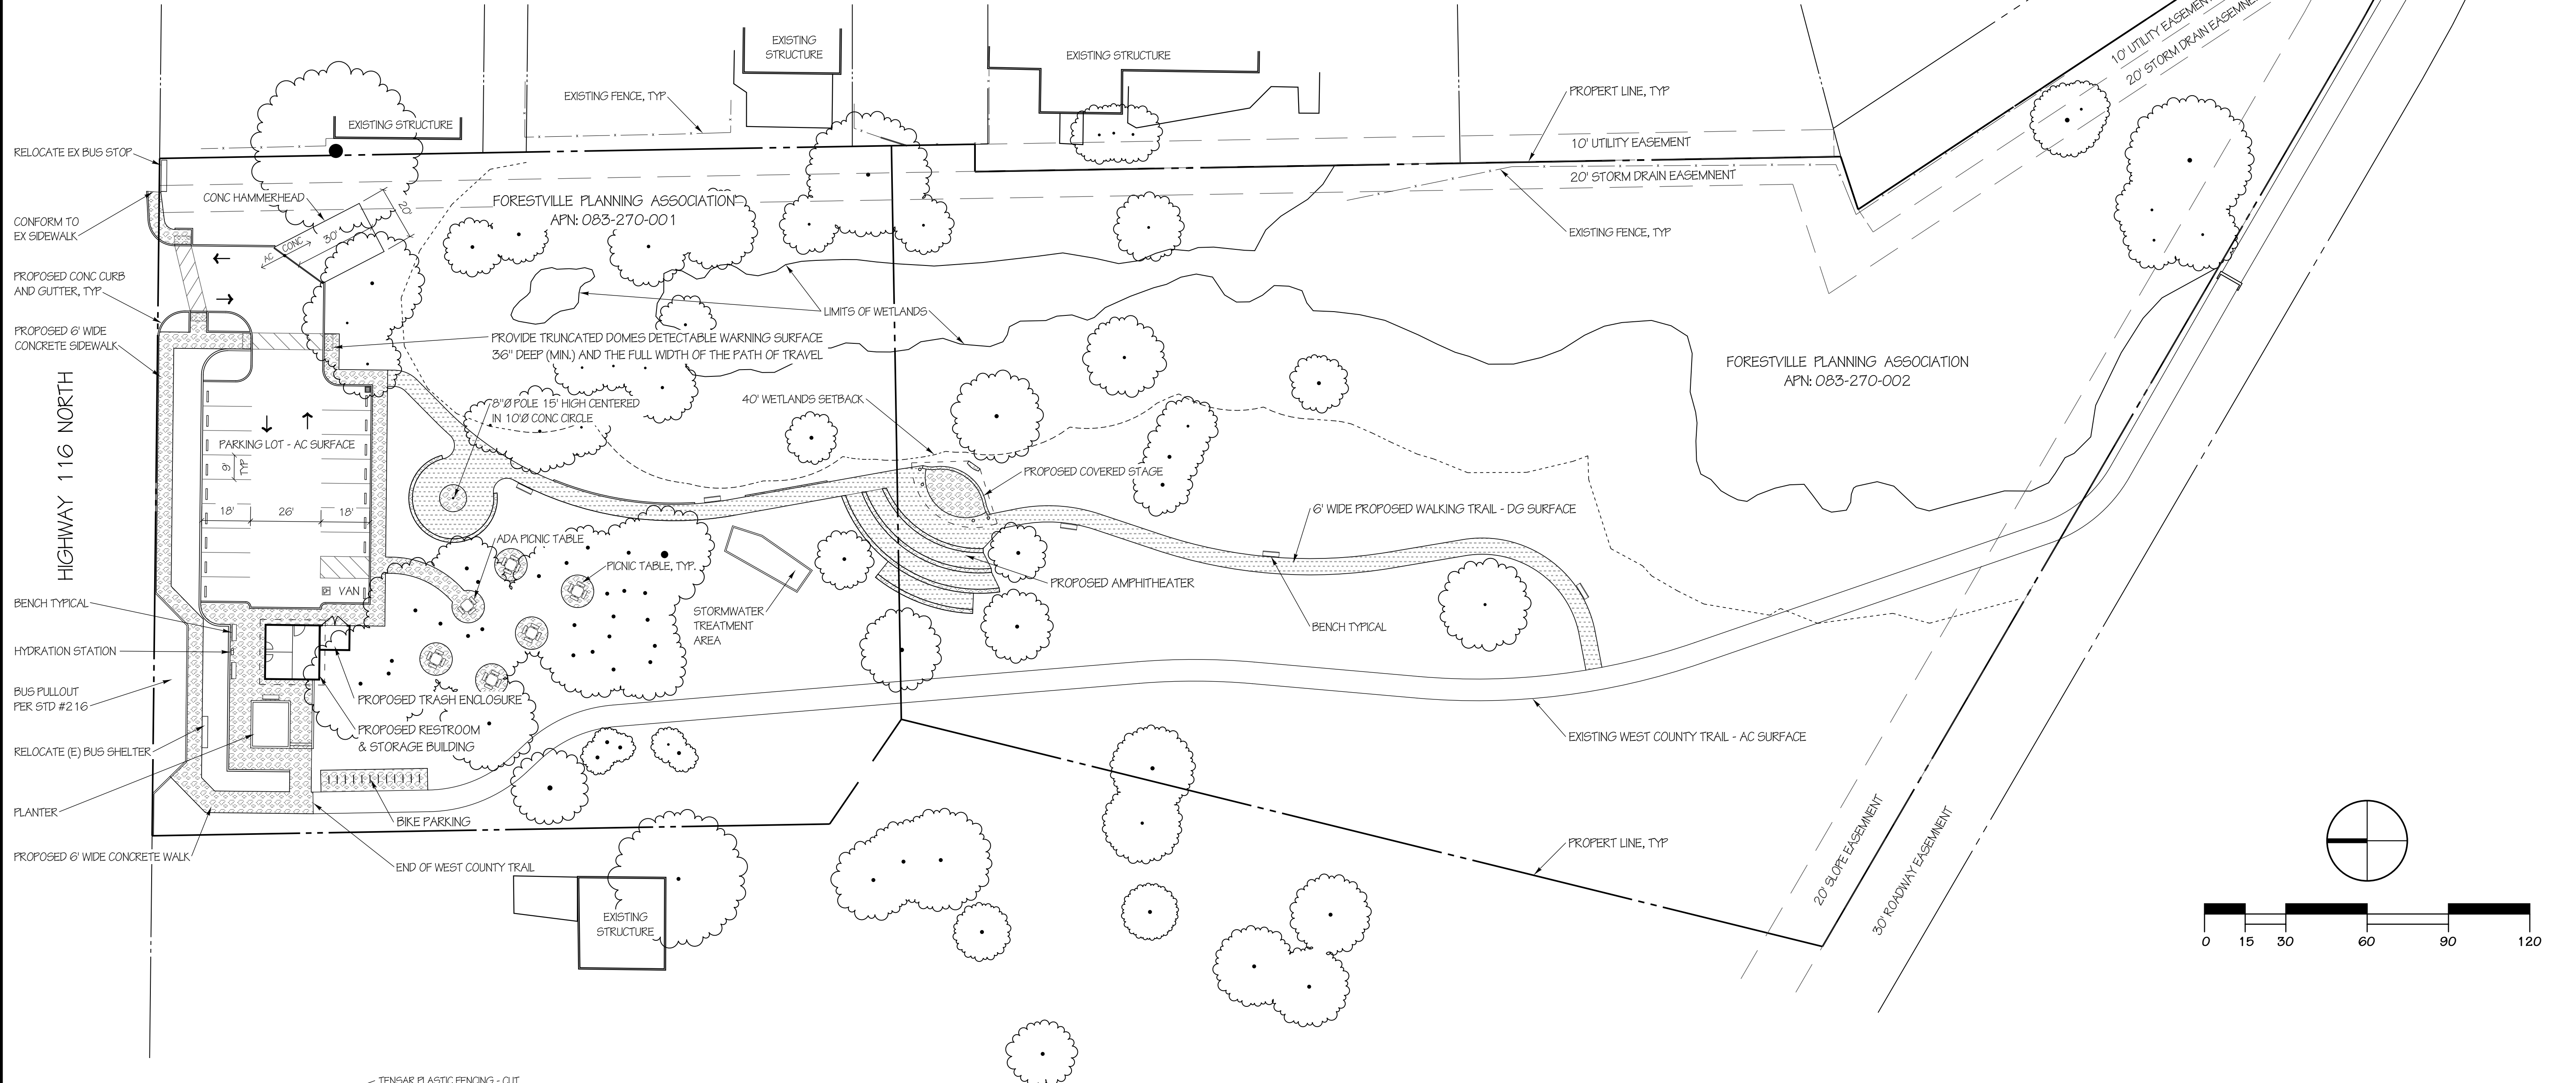 EXISTING
STRUCTURE
EXISTING STRUCTURE
10' UTILITY EASEMENT
20' STORM DRAIN EASEMNENT
EXISTING FENCE, TYP
PROPERT LINE, TYP
EXISTING STRUCTURE
RELOCATE EX BUS STOP
10' UTILITY EASEMENT
20' STORM DRAIN EASEMNENT
CONC HAMMERHEAD
20'
FORESTVILLE PLANNING ASSOCIATION
APN: 083-270-001
CONFORM TO
EX SIDEWALK
30'
CONC
AC
EXISTING FENCE, TYP
PROPOSED CONC CURB
AND GUTTER, TYP
LIMITS OF WETLANDS
PROPOSED 6' WIDE
CONCRETE SIDEWALK
PROVIDE TRUNCATED DOMES DETECTABLE WARNING SURFACE
36" DEEP (MIN.) AND THE FULL WIDTH OF THE PATH OF TRAVEL
FORESTVILLE PLANNING ASSOCIATION
APN: 083-270-002
HIGHWAY 116 NORTH
8"Ø POLE 15' HIGH CENTERED
IN 10'Ø CONC CIRCLE
40' WETLANDS SETBACK
PARKING LOT - AC SURFACE
9'
TYP
PROPOSED COVERED STAGE
18'
26'
18'
6' WIDE PROPOSED WALKING TRAIL - DG SURFACE
ADA PICNIC TABLE
PICNIC TABLE, TYP.
PROPOSED AMPHITHEATER
VAN
BENCH TYPICAL
STORMWATER
TREATMENT
AREA
BENCH TYPICAL
HYDRATION STATION
BUS PULLOUT
PER STD #216
PROPOSED TRASH ENCLOSURE
PROPOSED RESTROOM
& STORAGE BUILDING
RELOCATE (E) BUS SHELTER
EXISTING WEST COUNTY TRAIL - AC SURFACE
PLANTER
BIKE PARKING
PROPOSED 6' WIDE CONCRETE WALK
END OF WEST COUNTY TRAIL
PROPERT LINE, TYP
20' SLOPE EASEMNENT
30' ROADWAY EASEMNENT
EXISTING
STRUCTURE
0 15 30 60 90 120
TENSAR PLASTIC FENCING - CUT